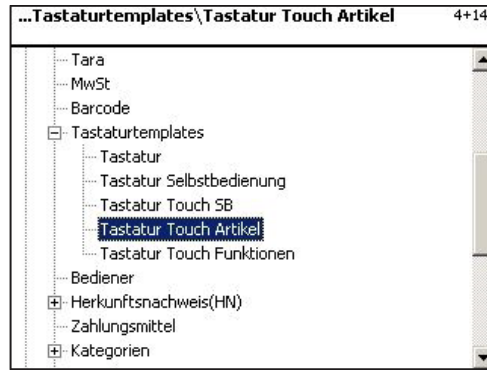 ...Tastaturtemplates\Tastatur Touch Artikel 4+14
Tara
MwSt
Barcode
Tastaturtemplates
Tastatur
Tastatur Selbstbedienung
Tastatur Touch SB
Tastatur Touch Artikel
Tastatur Touch Funktionen
Bediener
Herkunftsnachweis(HN)
Zahlungsmittel
Kategorien